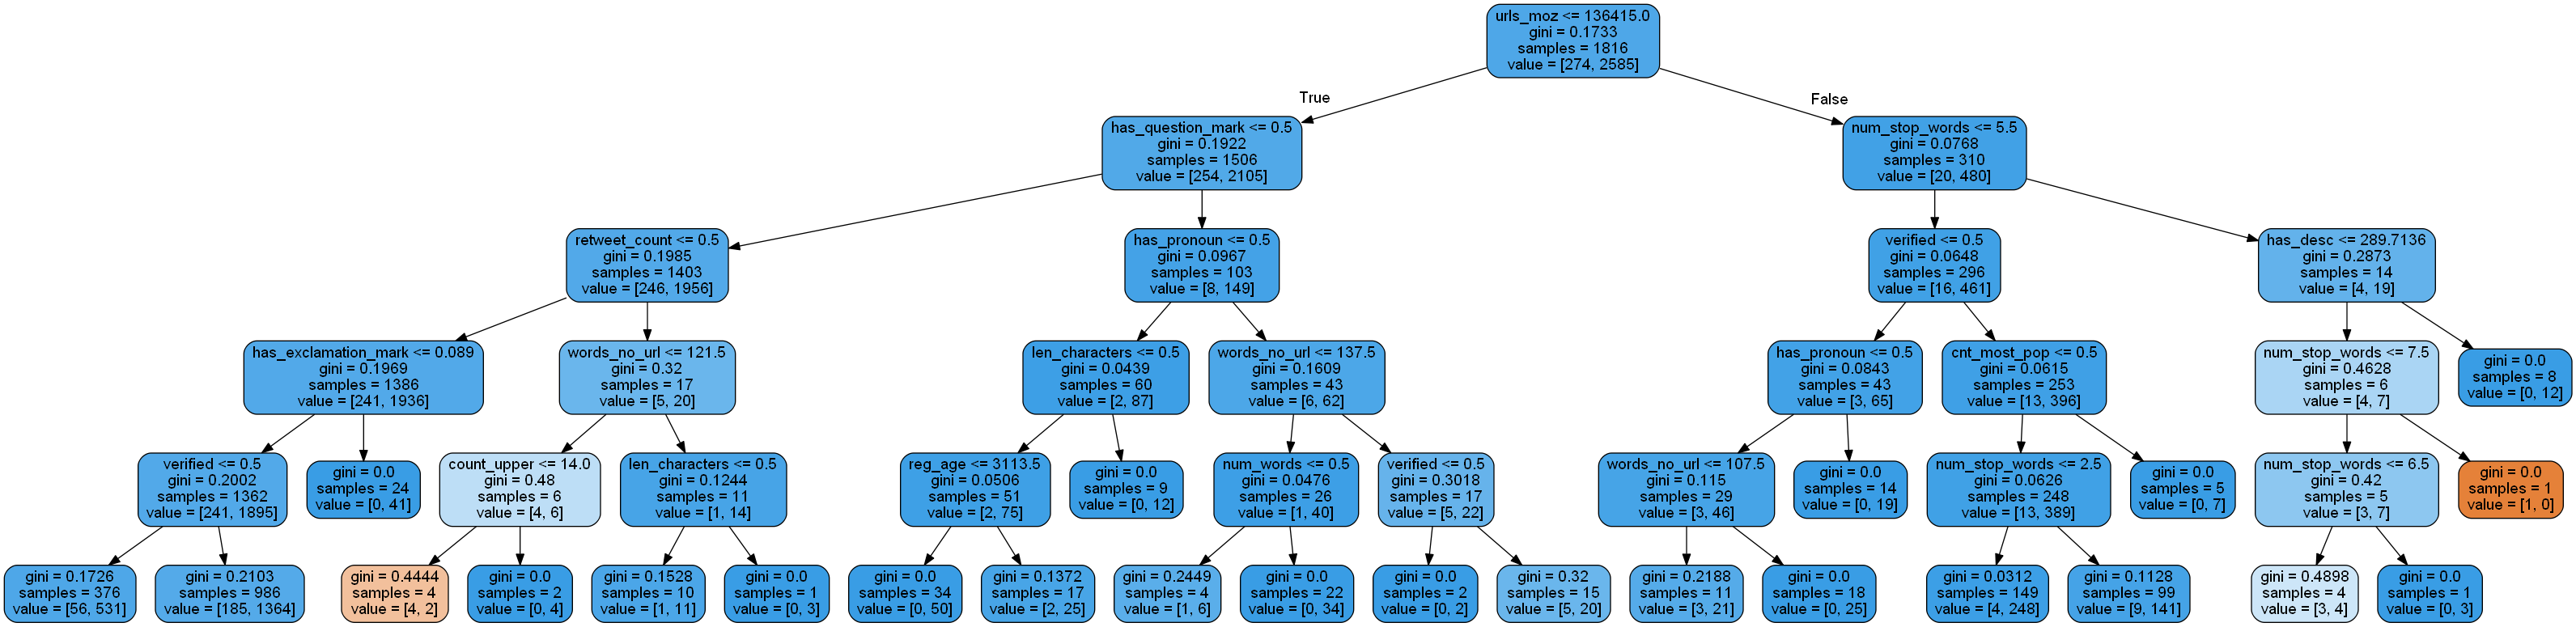 urls_moz <= 136415.0
gini = 0.1733
samples = 1816
value = [274, 2585]
True
False
has_question_mark <= 0.5
gini = 0.1922
samples = 1506
value = [254, 2105]
num_stop_words <= 5.5
gini = 0.0768
samples = 310
value = [20, 480]
retweet_count <= 0.5
gini = 0.1985
samples = 1403
value = [246, 1956]
has_pronoun <= 0.5
gini = 0.0967
samples = 103
value = [8, 149]
verified <= 0.5
gini = 0.0648
samples = 296
value = [16, 461]
has_desc <= 289.7136
gini = 0.2873
samples = 14
value = [4, 19]
has_exclamation_mark <= 0.089
gini = 0.1969
samples = 1386
value = [241, 1936]
words_no_url <= 121.5
gini = 0.32
samples = 17
value = [5, 20]
len_characters <= 0.5
gini = 0.0439
samples = 60
value = [2, 87]
words_no_url <= 137.5
gini = 0.1609
samples = 43
value = [6, 62]
has_pronoun <= 0.5
gini = 0.0843
samples = 43
value = [3, 65]
cnt_most_pop <= 0.5
gini = 0.0615
samples = 253
value = [13, 396]
num_stop_words <= 7.5
gini = 0.4628
samples = 6
value = [4, 7]
gini = 0.0
samples = 8
value = [0, 12]
verified <= 0.5
gini = 0.2002
samples = 1362
value = [241, 1895]
gini = 0.0
samples = 24
value = [0, 41]
count_upper <= 14.0
gini = 0.48
samples = 6
value = [4, 6]
len_characters <= 0.5
gini = 0.1244
samples = 11
value = [1, 14]
reg_age <= 3113.5
gini = 0.0506
samples = 51
value = [2, 75]
gini = 0.0
samples = 9
value = [0, 12]
num_words <= 0.5
gini = 0.0476
samples = 26
value = [1, 40]
verified <= 0.5
gini = 0.3018
samples = 17
value = [5, 22]
words_no_url <= 107.5
gini = 0.115
samples = 29
value = [3, 46]
gini = 0.0
samples = 14
value = [0, 19]
num_stop_words <= 2.5
gini = 0.0626
samples = 248
value = [13, 389]
gini = 0.0
samples = 5
value = [0, 7]
num_stop_words <= 6.5
gini = 0.42
samples = 5
value = [3, 7]
gini = 0.0
samples = 1
value = [1, 0]
gini = 0.1726
samples = 376
value = [56, 531]
gini = 0.2103
samples = 986
value = [185, 1364]
gini = 0.4444
samples = 4
value = [4, 2]
gini = 0.0
samples = 2
value = [0, 4]
gini = 0.1528
samples = 10
value = [1, 11]
gini = 0.0
samples = 1
value = [0, 3]
gini = 0.0
samples = 34
value = [0, 50]
gini = 0.1372
samples = 17
value = [2, 25]
gini = 0.2449
samples = 4
value = [1, 6]
gini = 0.0
samples = 22
value = [0, 34]
gini = 0.0
samples = 2
value = [0, 2]
gini = 0.32
samples = 15
value = [5, 20]
gini = 0.2188
samples = 11
value = [3, 21]
gini = 0.0
samples = 18
value = [0, 25]
gini = 0.0312
samples = 149
value = [4, 248]
gini = 0.1128
samples = 99
value = [9, 141]
gini = 0.4898
samples = 4
value = [3, 4]
gini = 0.0
samples = 1
value = [0, 3]